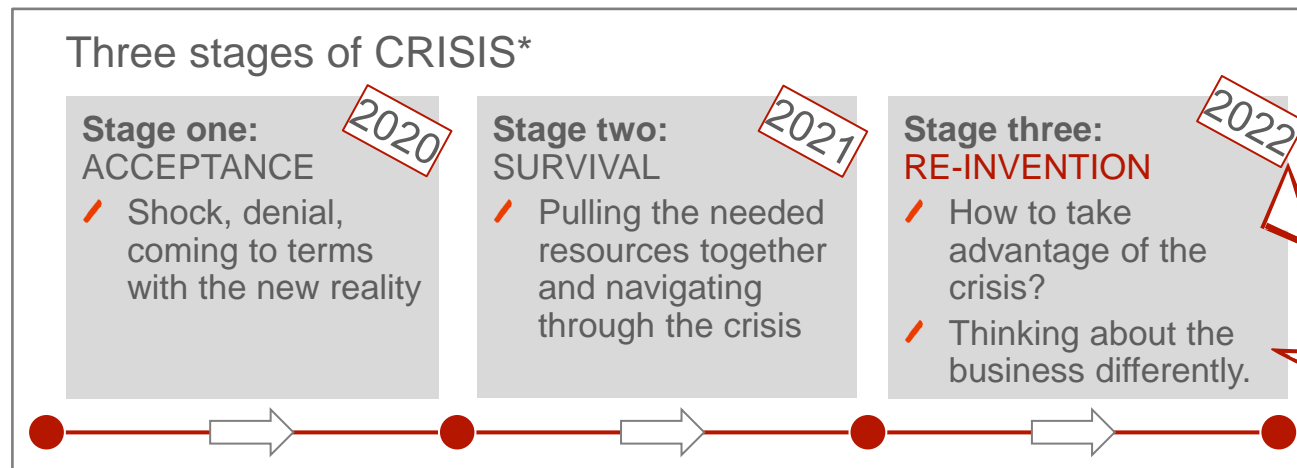 Three stages of CRISIS*
Stage one:
2020
ACCEPTANCE
Shock, denial,
coming to terms
with the new reality
Stage two:
2021
SURVIVAL
Pulling the needed
resources together
and navigating
through the crisis
Stage three:
2022
RE-INVENTION
How to take
advantage of the
crisis?
Thinking about the
business differently.